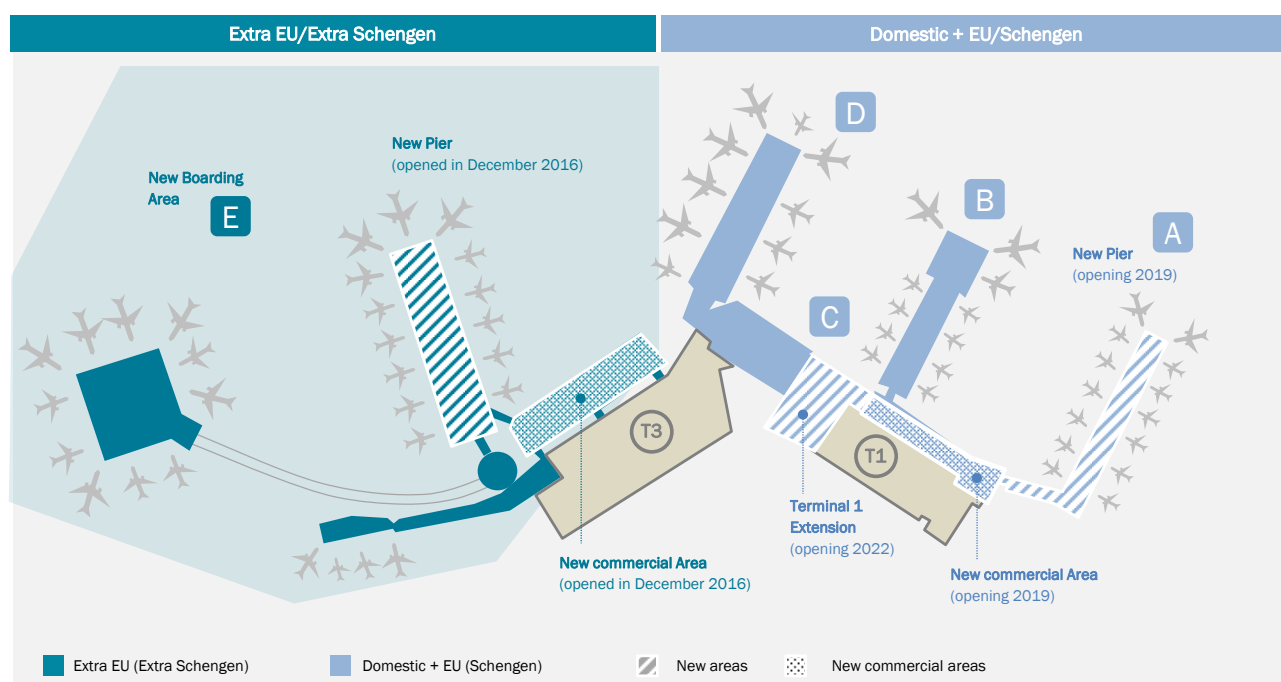 Extra EU/Extra Schengen
Domestic + EU/Schengen
D
New Pier
(opened in December 2016)
New Boarding
Area
E
B
A
New Pier
(opening 2019)
C
T3
T1
Terminal 1
Extension
(opening 2022)
New commercial Area
(opened in December 2016)
New commercial Area
(opening 2019)
Extra EU (Extra Schengen)
Domestic + EU (Schengen)
New areas
New commercial areas